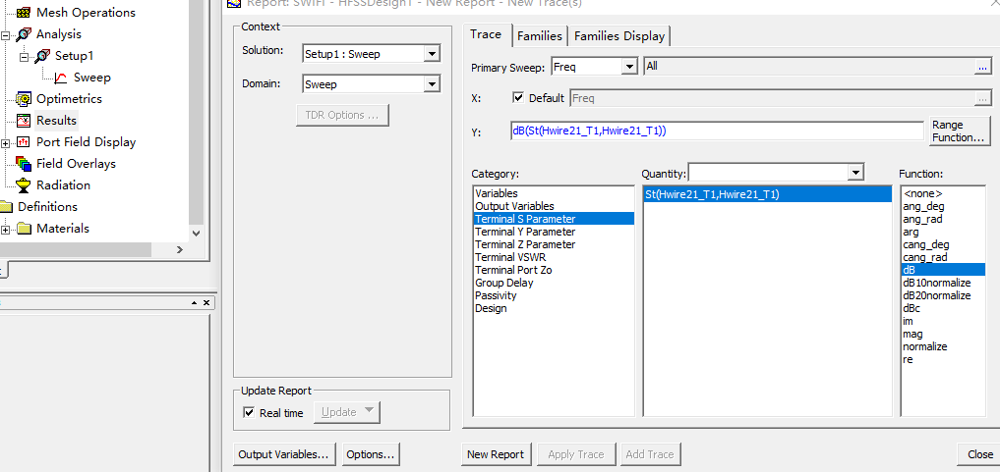 Report: SWIFI - HFSSDesign1 - New Report - New Trace(s)
Mesh Operations
Analysis
Setup1
Sweep
Optimetrics
Results
Port Field Display
Field Overlays
Radiation
Definitions
Materials
Context
Solution:
Setup1 : Sweep
Domain:
Sweep
TDR Options ...
Update Report
Real time
Update
Output Variables...
Options...
Trace
Families
Families Display
Primary Sweep:
Freq
All
...
X:
Default
Freq
...
Y:
dB(St(Hwire21_T1,Hwire21_T1))
Range
Function...
Category:
Variables
Output Variables
Terminal S Parameter
Terminal Y Parameter
Terminal Z Parameter
Terminal VSWR
Terminal Port Zo
Group Delay
Passivity
Design
Quantity:
St(Hwire21_T1,Hwire21_T1)
Function:
<none>
ang_deg
ang_rad
arg
cang_deg
cang_rad
dB
dB10normalize
dB20normalize
dBc
im
mag
normalize
re
New Report
Apply Trace
Add Trace
Close